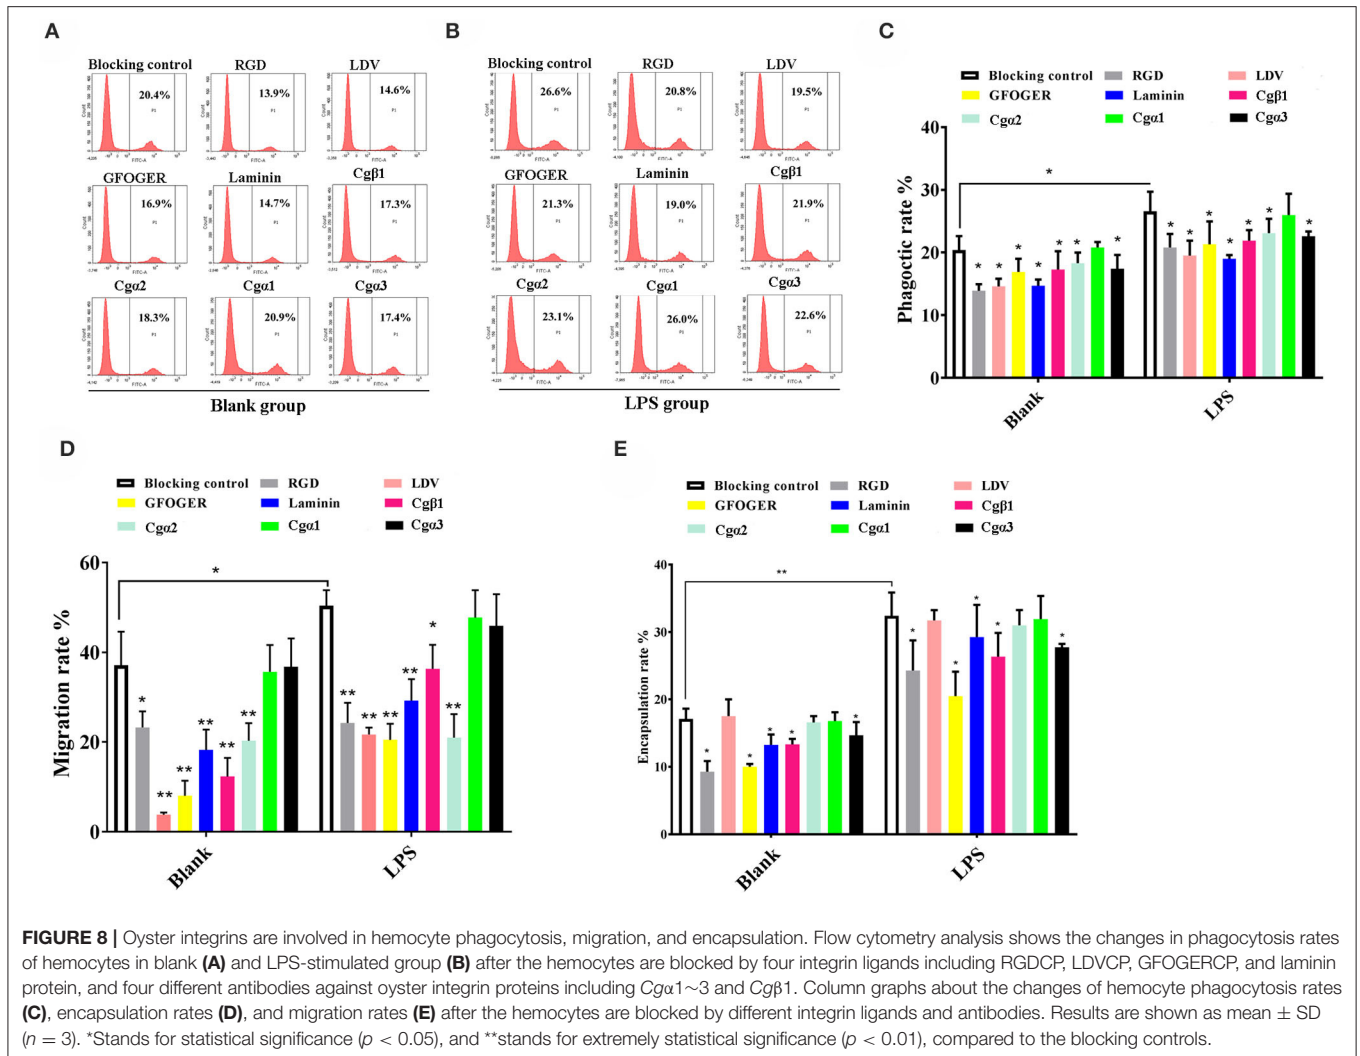 A
Blocking control
RGD
LDV
20.4%
13.9%
14.6%
GFOGER
Laminin
Cgβ1
16.9%
14.7%
17.3%
Cgα2
Cgα1
Cgα3
18.3%
20.9%
17.4%
P1
Count
FITC-A
Blank group
B
Blocking control
RGD
LDV
26.6%
20.8%
19.5%
GFOGER
Laminin
Cgβ1
21.3%
19.0%
21.9%
Cgα2
Cgα1
Cgα3
23.1%
26.0%
22.6%
P1
Count
FITC-A
LPS group
C
Blocking control
RGD
LDV
GFOGER
Laminin
Cgβ1
Cgα2
Cgα1
Cgα3
Phagoctic rate %
40
30
20
10
0
*
* * * * * * *
* * * * * * *
Blank
LPS
D
Blocking control
RGD
LDV
GFOGER
Laminin
Cgβ1
Cgα2
Cgα1
Cgα3
Migration rate %
60
40
20
0
*
* ** ** ** ** **
** ** ** ** * **
Blank
LPS
E
Blocking control
RGD
LDV
GFOGER
Laminin
Cgβ1
Cgα2
Cgα1
Cgα3
Encapsulation rate %
40
30
20
10
0
**
* * * * *
* * * * *
Blank
LPS
FIGURE 8 | Oyster integrins are involved in hemocyte phagocytosis, migration, and encapsulation. Flow cytometry analysis shows the changes in phagocytosis rates
of hemocytes in blank (A) and LPS-stimulated group (B) after the hemocytes are blocked by four integrin ligands including RGDCP, LDVCP, GFOGERCP, and laminin
protein, and four different antibodies against oyster integrin proteins including Cgα1~3 and Cgβ1. Column graphs about the changes of hemocyte phagocytosis rates
(C), encapsulation rates (D), and migration rates (E) after the hemocytes are blocked by different integrin ligands and antibodies. Results are shown as mean ± SD
(n = 3). *Stands for statistical significance (p < 0.05), and **stands for extremely statistical significance (p < 0.01), compared to the blocking controls.